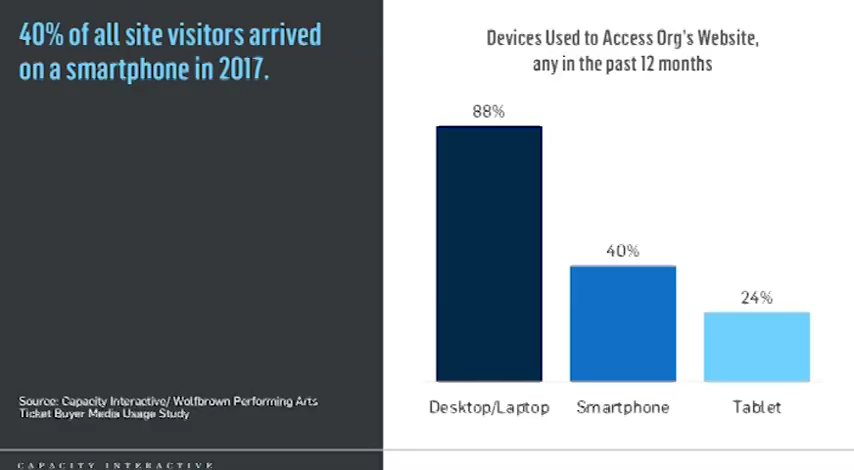 40% of all site visitors arrived
on a smartphone in 2017.
Devices Used to Access Org's Website,
any in the past 12 months
88%
40%
24%
Desktop/Laptop
Smartphone
Tablet
Source: Capacity Interactive/ Wolfbrown Performing Arts
Ticket Buyer Media Usage Study
CAPACITY INTERACTIVE